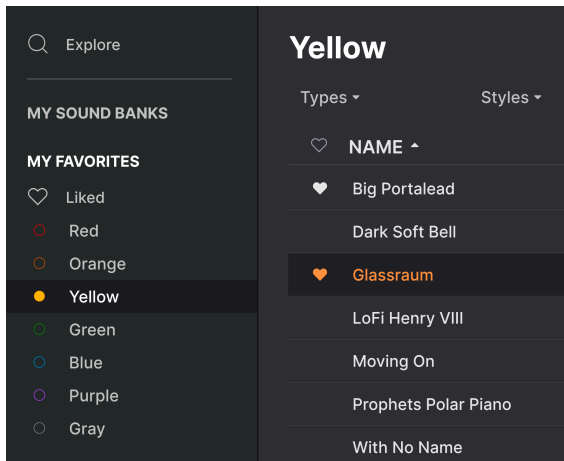 Explore
MY SOUND BANKS
MY FAVORITES
Liked
Red
Orange
Yellow
Green
Blue
Purple
Gray
Yellow
Types Styles
NAME
Big Portalead
Dark Soft Bell
Glassraum
LoFi Henry VIII
Moving On
Prophets Polar Piano
With No Name